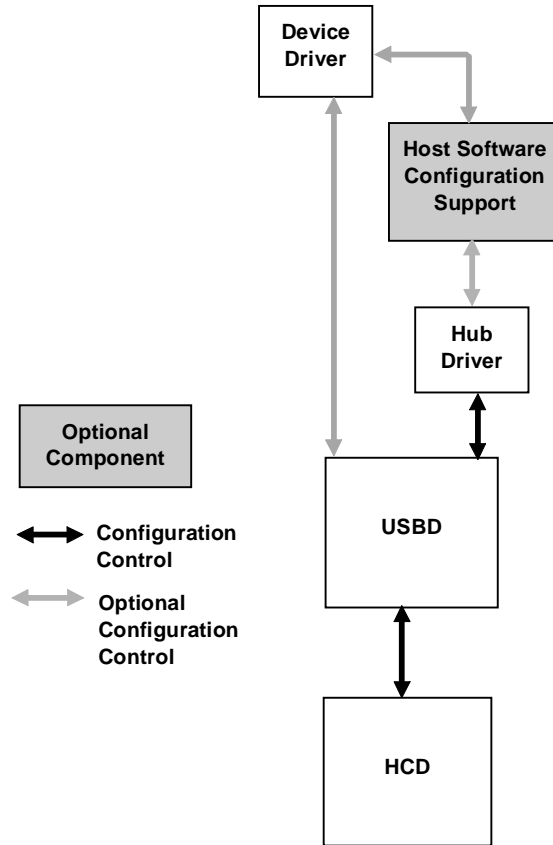 Device
Driver
Host Software
Configuration
Support
Hub
Driver
Optional
Component
USBD
Configuration
Control
Optional
Configuration
Control
HCD